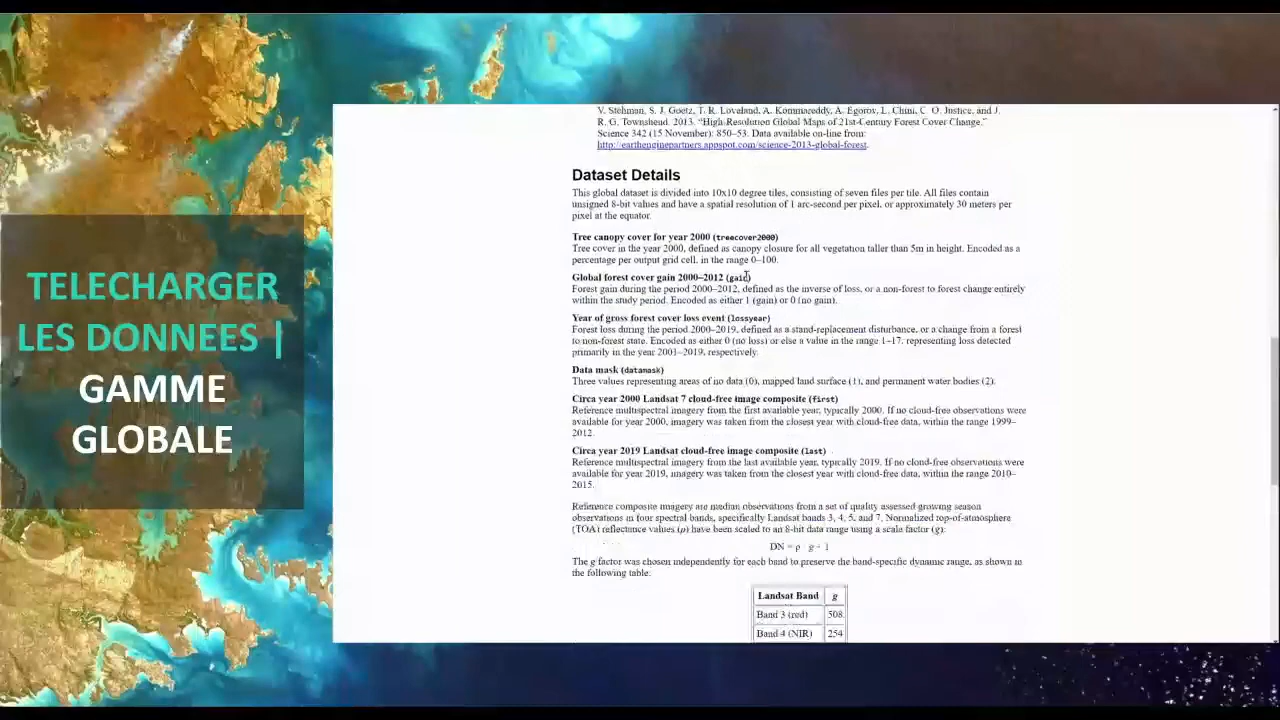 TELECHARGER
LES DONNEES |
GAMME
GLOBALE
V. Stehman, S. J. Goetz, T. R. Loveland, A. Kommareddy, A. Egorov, L. Chini, C. O. Justice, and J.
R. G. Townshend. 2013. “High-Resolution Global Maps of 21st-Century Forest Cover Change.”
Science 342 (15 November): 850–53. Data available on-line from:
http://earthenginepartners.appspot.com/science-2013-global-forest.
Dataset Details
This global dataset is divided into 10x10 degree tiles, consisting of seven files per tile. All files contain
unsigned 8-bit values and have a spatial resolution of 1 arc-second per pixel, or approximately 30 meters per
pixel at the equator.
Tree canopy cover for year 2000 (treecover2000)
Tree cover in the year 2000, defined as canopy closure for all vegetation taller than 5m in height. Encoded as a
percentage per output grid cell, in the range 0–100.
Global forest cover gain 2000–2012 (gain)
Forest gain during the period 2000–2012, defined as the inverse of loss, or a non-forest to forest change entirely
within the study period. Encoded as either 1 (gain) or 0 (no gain).
Year of gross forest cover loss event (lossyear)
Forest loss during the period 2000–2019, defined as a stand-replacement disturbance, or a change from a forest
to non-forest state. Encoded as either 0 (no loss) or else a value in the range 1–17, representing loss detected
primarily in the year 2001–2019, respectively.
Data mask (datamask)
Three values representing areas of no data (0), mapped land surface (1), and permanent water bodies (2).
Circa year 2000 Landsat 7 cloud-free image composite (first)
Reference multispectral imagery from the first available year, typically 2000. If no cloud-free observations were
available for year 2000, imagery was taken from the closest year with cloud-free data, within the range 1999–
2012.
Circa year 2019 Landsat cloud-free image composite (last)
Reference multispectral imagery from the last available year, typically 2019. If no cloud-free observations were
available for year 2019, imagery was taken from the closest year with cloud-free data, within the range 2010–
2015.
Reference composite imagery are median observations from a set of quality assessed growing season
observations in four spectral bands, specifically Landsat bands 3, 4, 5, and 7. Normalized top-of-atmosphere
(TOA) reflectance values (ρ) have been scaled to an 8-bit data range using a scale factor (g):
DN = ρ g + 1
The g factor was chosen independently for each band to preserve the band-specific dynamic range, as shown in
the following table:
Landsat Band g
Band 3 (red) 508
Band 4 (NIR) 254